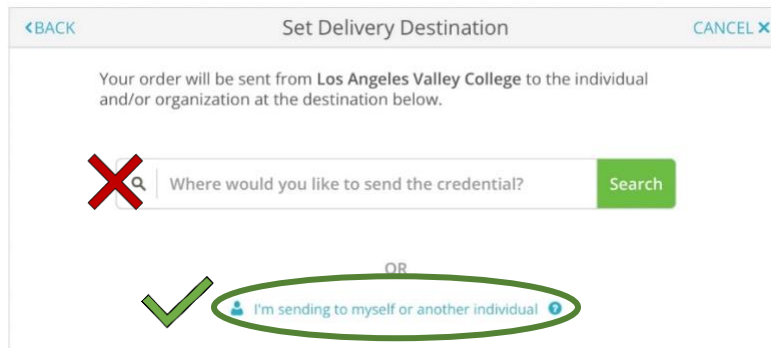 BACK Set Delivery Destination CANCEL
Your order will be sent from Los Angeles Valley College to the individual
and/or organization at the destination below.
Where would you like to send the credential? Search
OR
I'm sending to myself or another individual ?